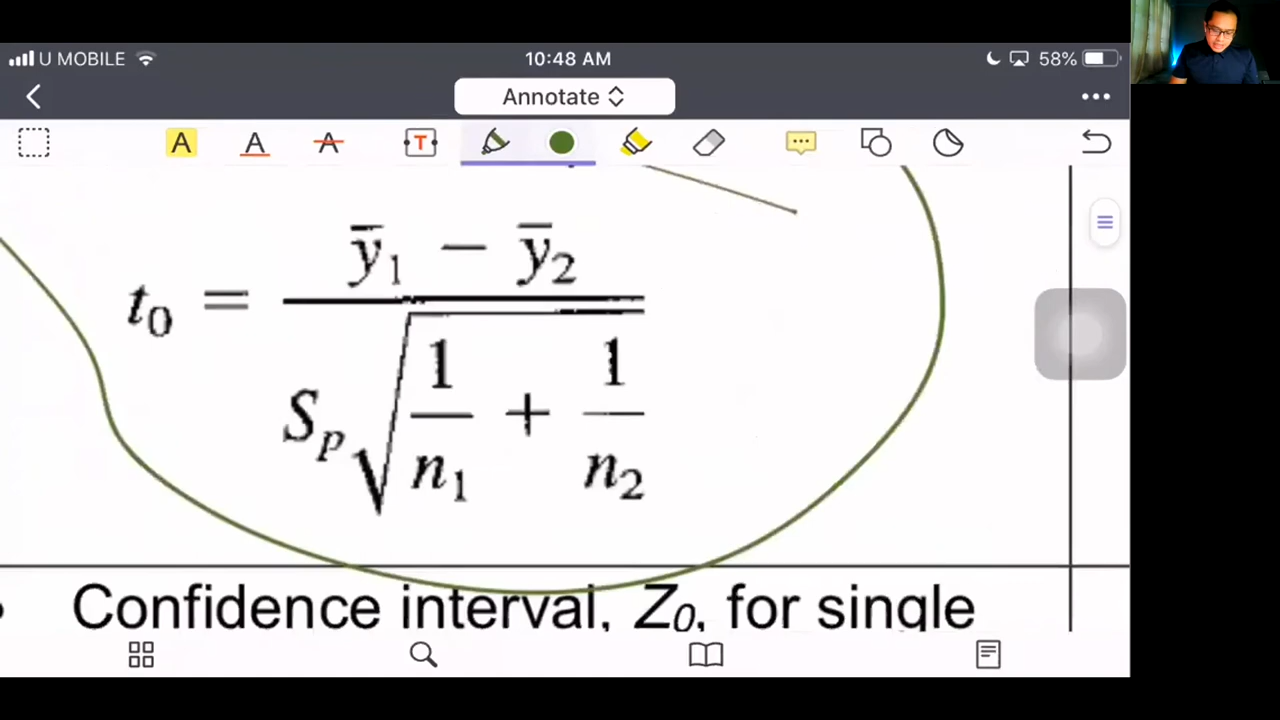 U MOBILE 10:48 AM 58%
Annotate
A A A T
t₀ = (ȳ₁ − ȳ₂) / (Sₚ √(1/n₁ + 1/n₂))
Confidence interval, Z₀, for single